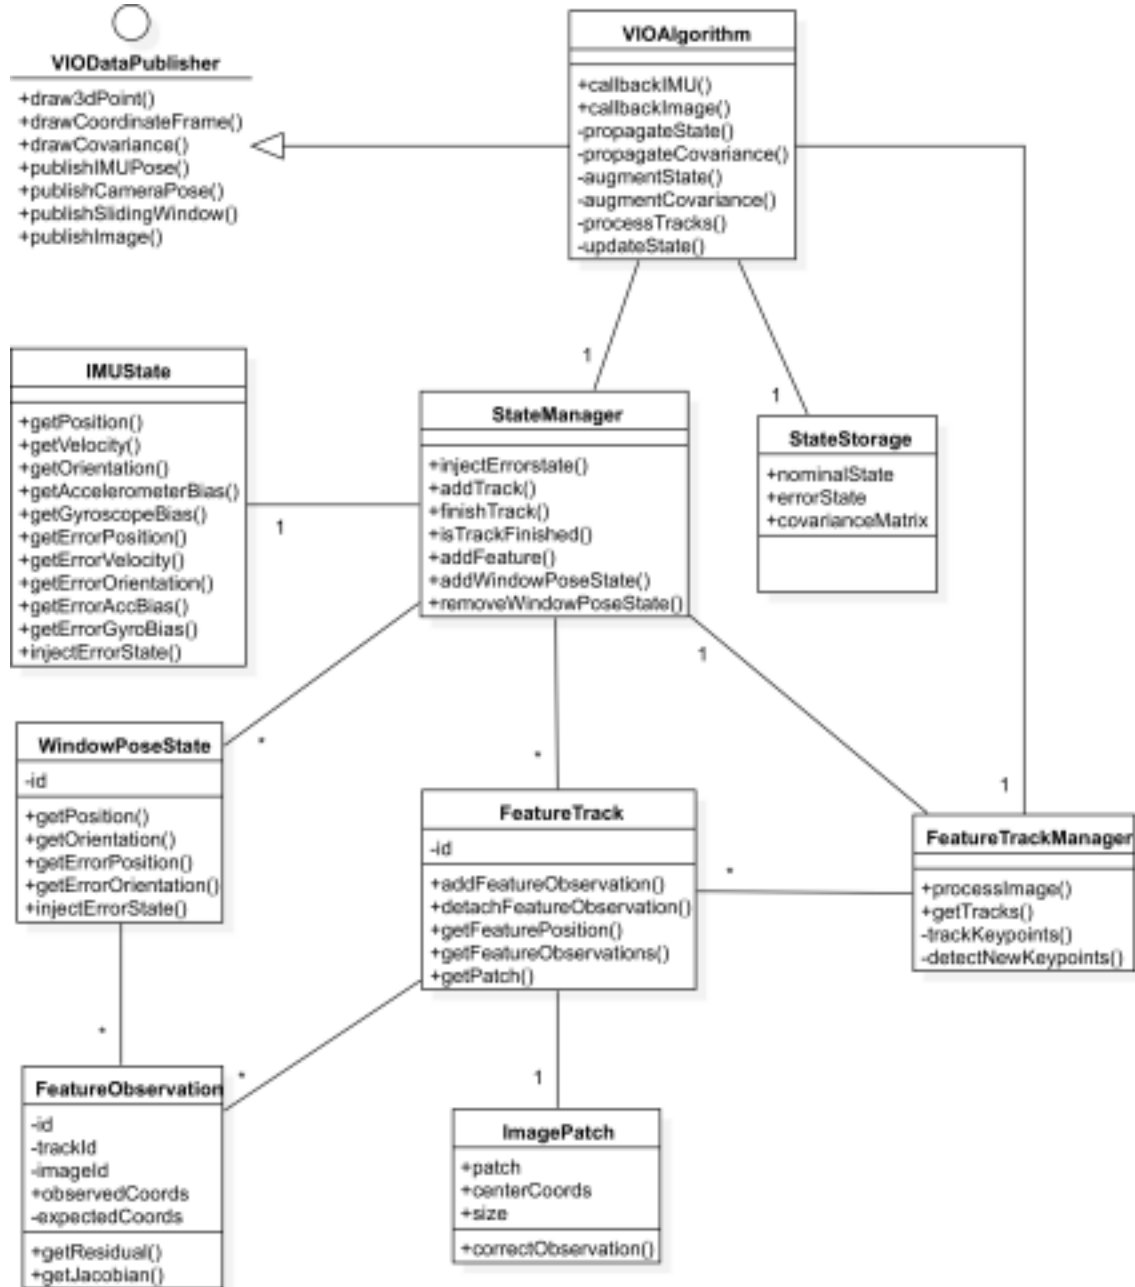 VIODataPublisher
+draw3dPoint()
+drawCoordinateFrame()
+drawCovariance()
+publishIMUPose()
+publishCameraPose()
+publishSlidingWindow()
+publishImage()
VIOAlgorithm
+callbackIMU()
+callbackImage()
-propagateState()
-propagateCovariance()
-augmentState()
-augmentCovariance()
-processTracks()
-updateState()
1
1
IMUState
+getPosition()
+getVelocity()
+getOrientation()
+getAccelerometerBias()
+getGyroscopeBias()
+getErrorPosition()
+getErrorVelocity()
+getErrorOrientation()
+getErrorAccBias()
+getErrorGyroBias()
+injectErrorState()
1
StateManager
+injectErrorstate()
+addTrack()
+finishTrack()
+isTrackFinished()
+addFeature()
+addWindowPoseState()
+removeWindowPoseState()
StateStorage
+nominalState
+errorState
+covarianceMatrix
1
*
*
1
WindowPoseState
-id
+getPosition()
+getOrientation()
+getErrorPosition()
+getErrorOrientation()
+injectErrorState()
FeatureTrack
-id
+addFeatureObservation()
+detachFeatureObservation()
+getFeaturePosition()
+getFeatureObservations()
+getPatch()
*
FeatureTrackManager
+processImage()
+getTracks()
-trackKeypoints()
-detectNewKeypoints()
*
*
1
FeatureObservation
-id
-trackId
-imageId
+observedCoords
-expectedCoords
+getResidual()
+getJacobian()
ImagePatch
+patch
+centerCoords
+size
+correctObservation()